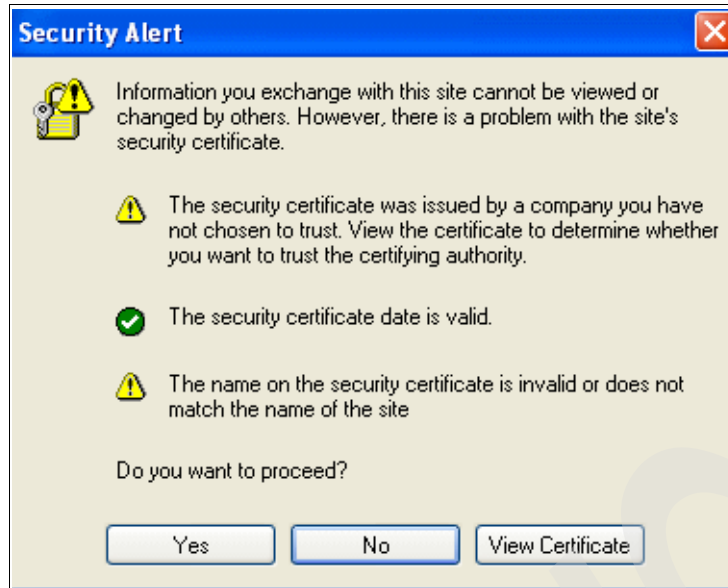 Security Alert
Information you exchange with this site cannot be viewed or
changed by others. However, there is a problem with the site's
security certificate.
The security certificate was issued by a company you have
not chosen to trust. View the certificate to determine whether
you want to trust the certifying authority.
The security certificate date is valid.
The name on the security certificate is invalid or does not
match the name of the site
Do you want to proceed?
Yes No View Certificate